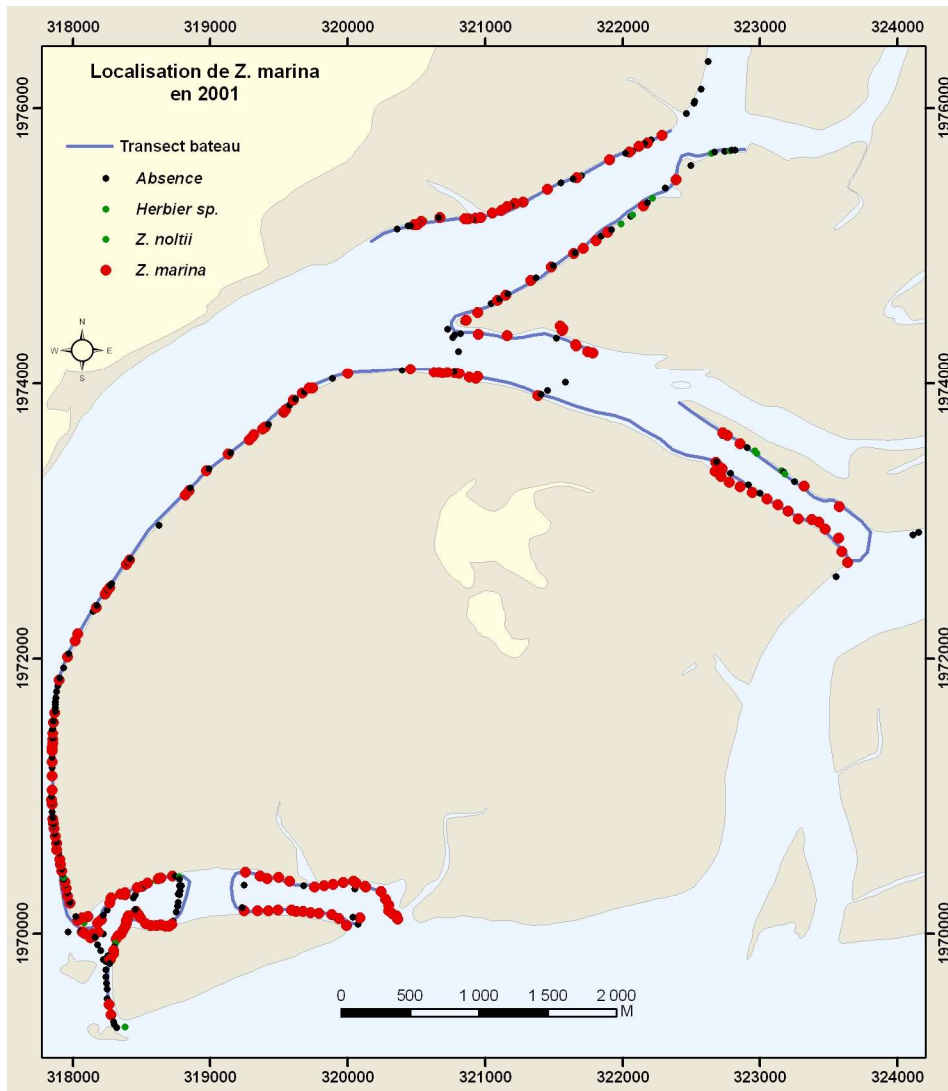 318000 319000 320000 321000 322000 323000 324000
Localisation de Z. marina
en 2001
Transect bateau
Absence
Herbier sp.
Z. noltii
Z. marina
N
W E
S
1976000 1976000
1974000 1974000
1972000 1972000
1970000 1970000
0 500 1 000 1 500 2 000
M
318000 319000 320000 321000 322000 323000 324000